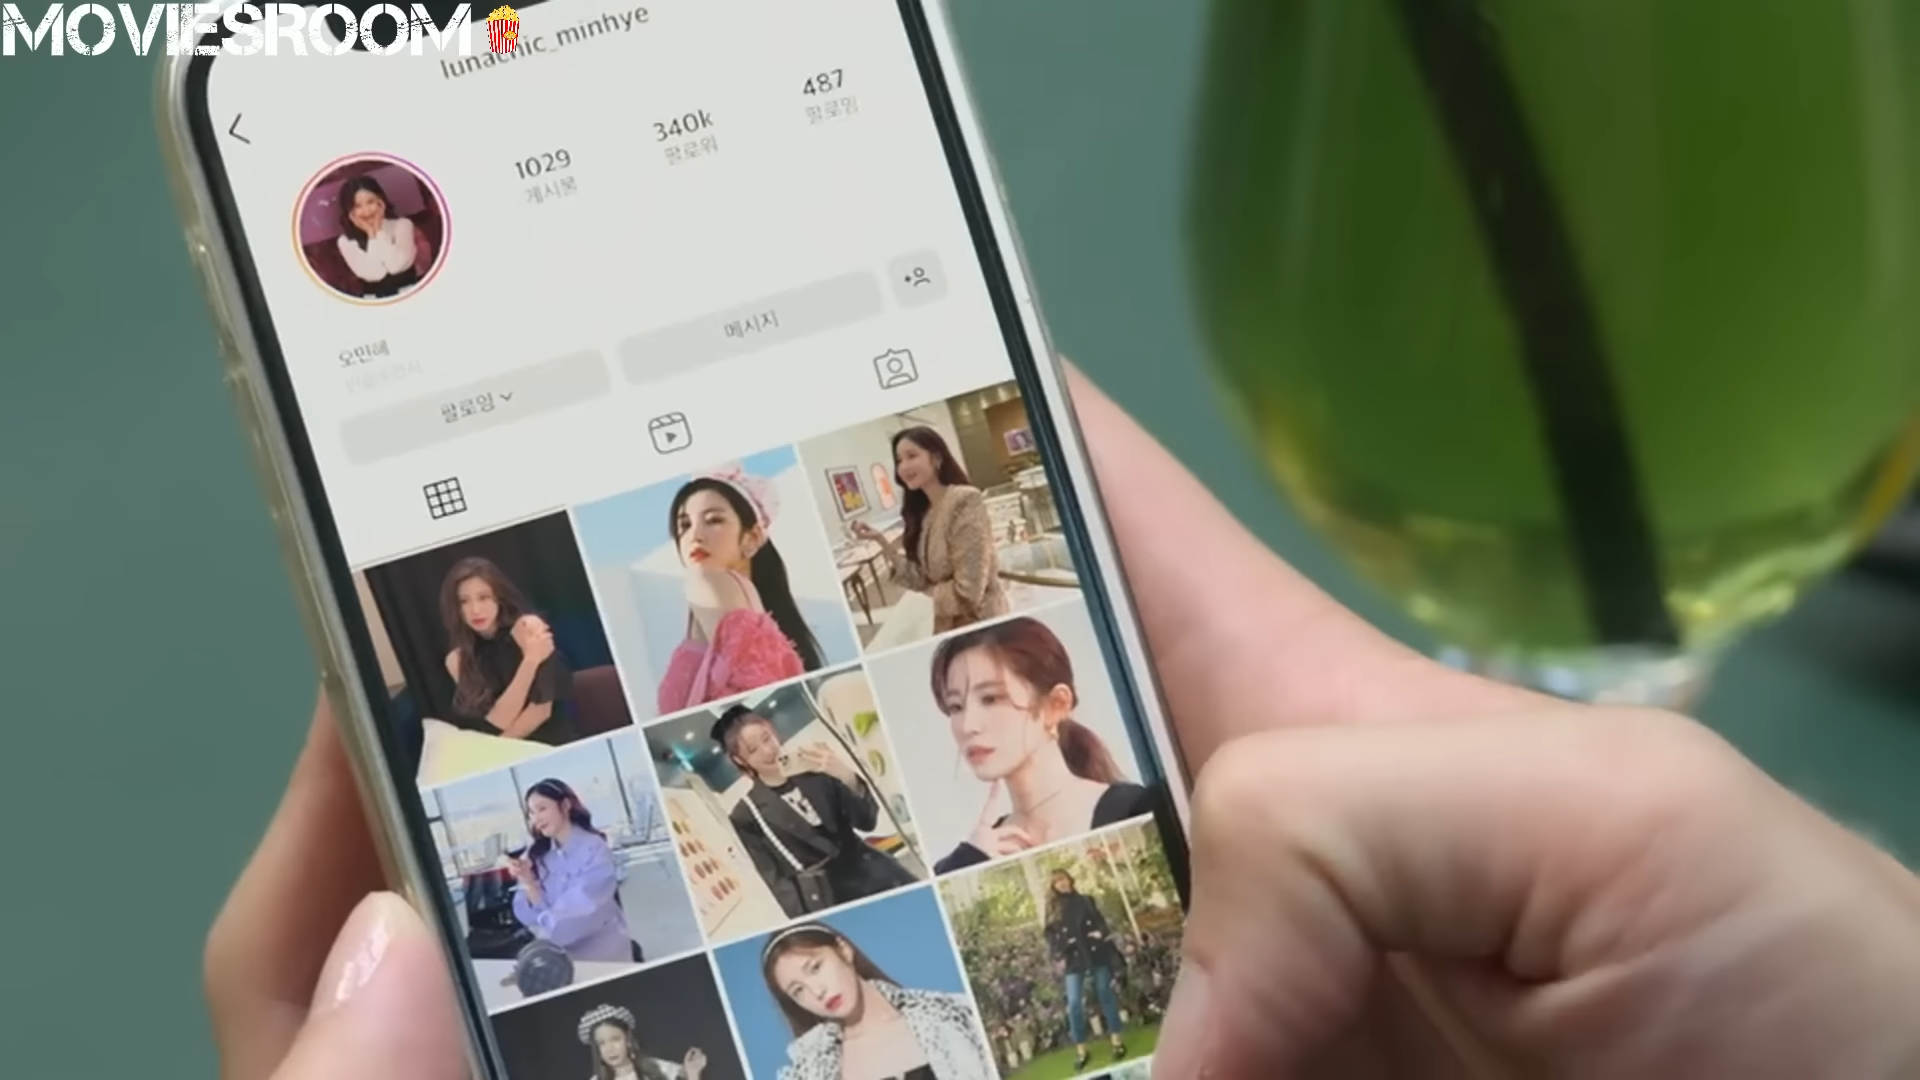 MOVIESROOM
lunachic_minhye
1029
게시물
340k
팔로워
487
팔로잉
오민혜
팔로잉
메시지